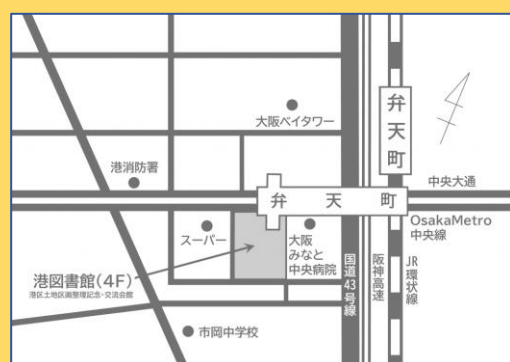 大阪ベイタワー
弁天町
港消防署
中央大通
弁天町
OsakaMetro
中央線
スーパー
大阪
みなと
中央病院
国道43号線
阪神高速
JR環状線
港図書館(4F)
港区土地区画整理記念・交流会館
市岡中学校